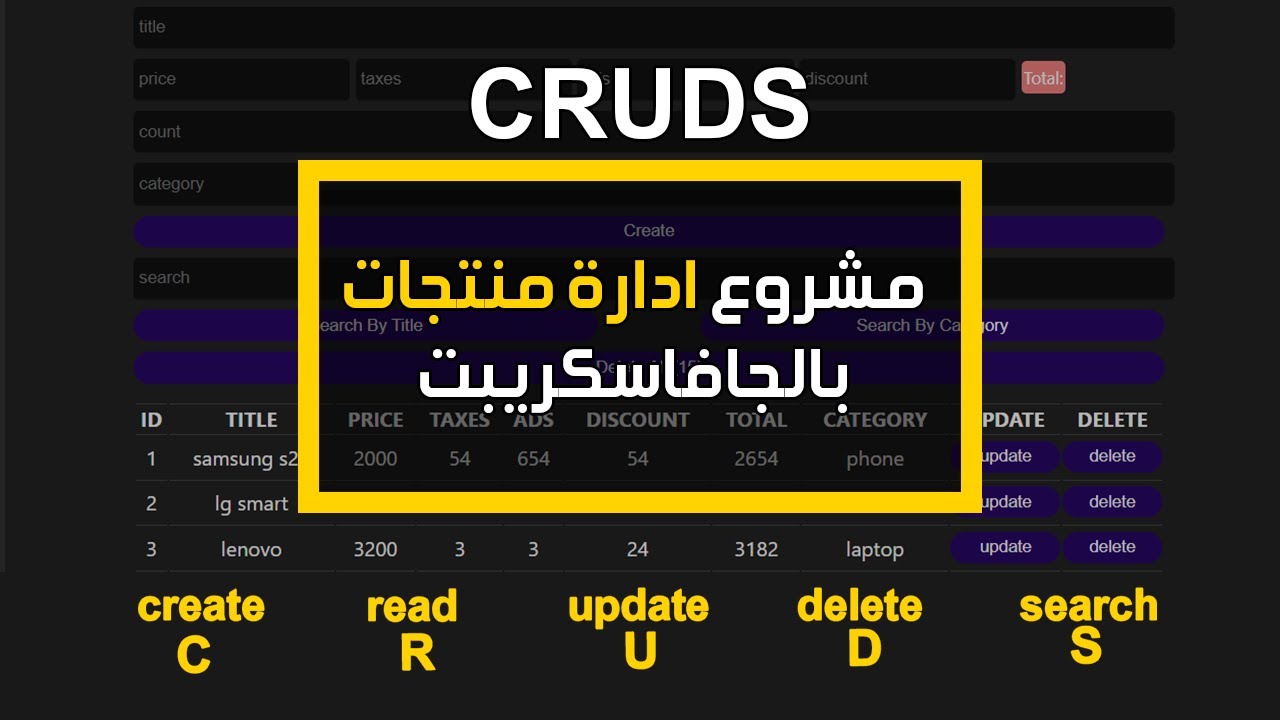 title
price taxes discount Total:
CRUDS
count
category
Create
مشروع ادارة منتجات
search
Search By Category
بالجافاسكريبت
ID TITLE PRICE TAXES ADS DISCOUNT TOTAL CATEGORY UPDATE DELETE
1 samsung s2 2000 54 654 54 2654 phone update delete
2 lg smart update delete
3 lenovo 3200 3 3 24 3182 laptop update delete
create read update delete search
C R U D S